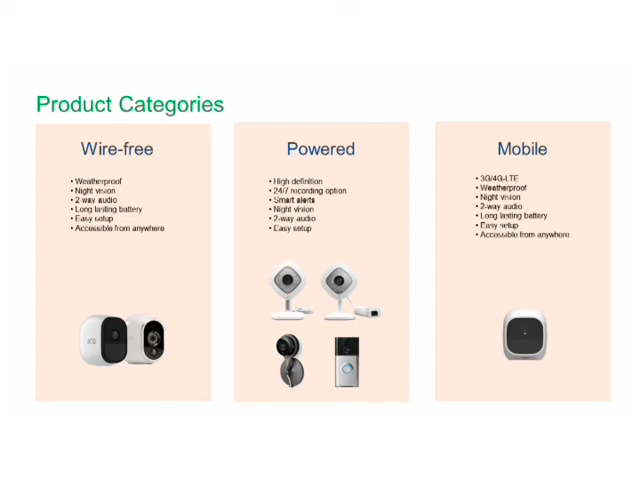 Product Categories
Wire-free
• Weatherproof
• Night vision
• 2-way audio
• Long lasting battery
• Easy setup
• Accessible from anywhere
Powered
• High definition
• 24/7 recording option
• Smart alerts
• Night vision
• 2-way audio
• Easy setup
Mobile
• 3G/4G-LTE
• Weatherproof
• Night vision
• 2-way audio
• Long lasting battery
• Easy setup
• Accessible from anywhere